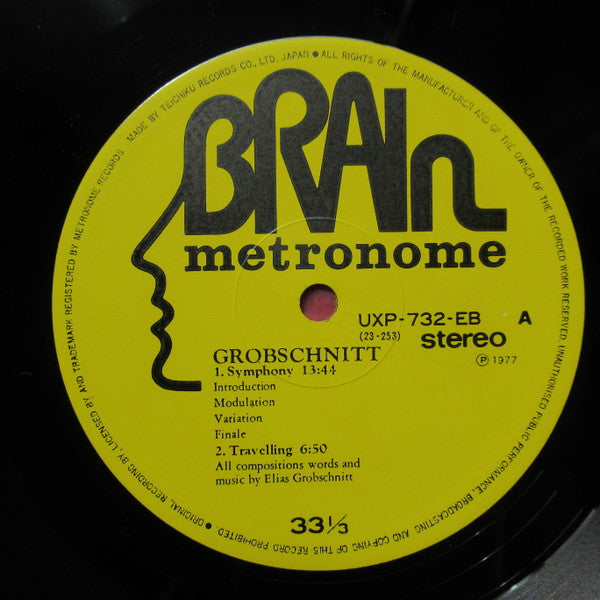 ORIGINAL RECORDING BY, LICENSED BY AND TRADEMARK REGISTERED BY METRONOME RECORDS · MADE BY TEICHIKU RECORDS CO., LTD. JAPAN ● ALL RIGHTS OF THE MANUFACTURER AND OF THE OWNER OF THE RECORDED WORK RESERVED. UNAUTHORISED PUBLIC PERFORMANCE, BROADCASTING AND COPYING OF THIS RECORD PROHIBITED. ●
BRAIn
metronome
UXP-732-EB A
(23-253) stereo
℗ 1977
GROBSCHNITT
1. Symphony 13:44
Introduction
Modulation
Variation
Finale
2. Travelling 6:50
All compositions words and
music by Elias Grobschnitt
33 1/3